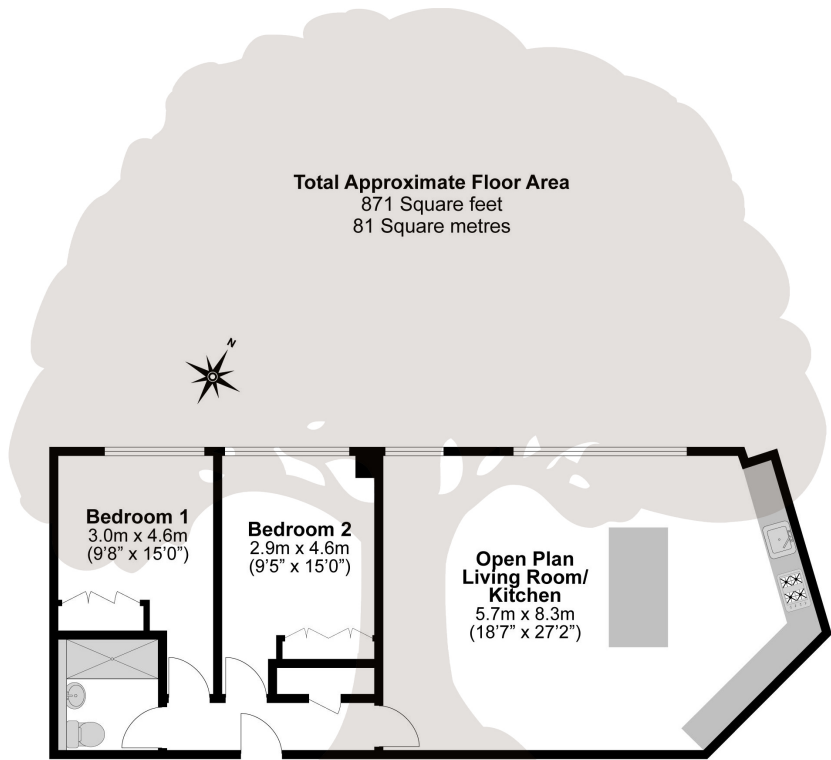 Total Approximate Floor Area
871 Square feet
81 Square metres
N
Bedroom 1
3.0m x 4.6m
(9’8” x 15’0”)
Bedroom 2
2.9m x 4.6m
(9’5” x 15’0”)
Open Plan
Living Room/
Kitchen
5.7m x 8.3m
(18’7” x 27’2”)